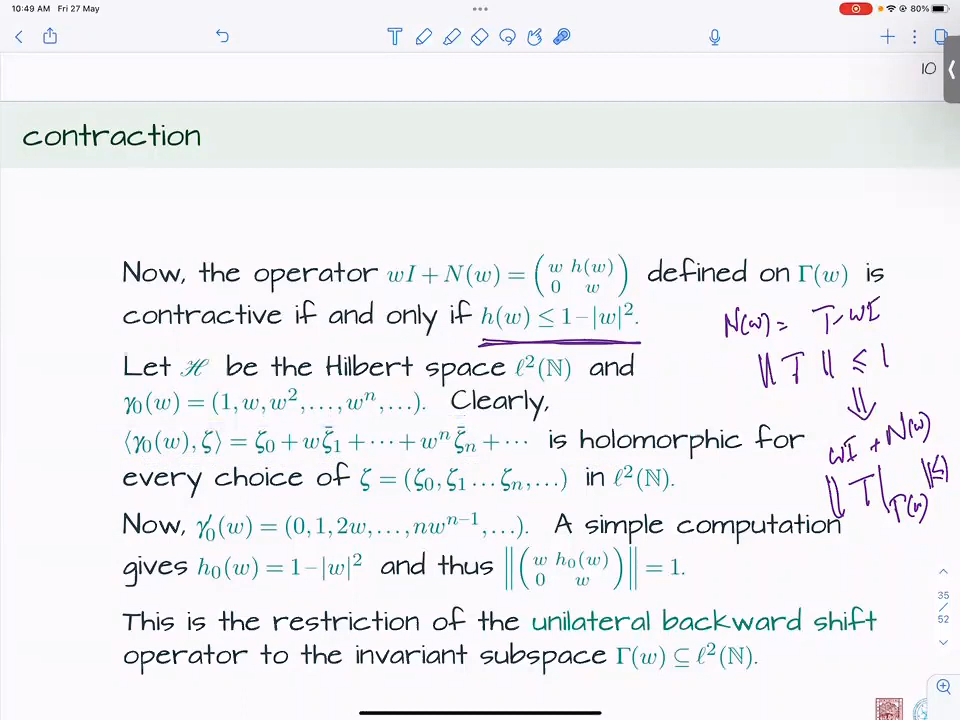 10:49 AM Fri 27 May
80%
10
contraction
Now, the operator wI + N(w) = (w h(w) 0 w) defined on Γ(w) is
contractive if and only if h(w) ≤ 1 – |w|².
N(w) = T - wI
‖T‖ ≤ 1
⇓
wI + N(w)
Let ℋ be the Hilbert space ℓ²(ℕ) and
γ₀(w) = (1, w, w², ..., wⁿ, ...). Clearly,
⟨γ₀(w), ζ⟩ = ζ̄₀ + wζ̄₁ + ··· + wⁿζ̄ₙ + ··· is holomorphic for
every choice of ζ = (ζ₀, ζ₁ ... ζₙ, ...) in ℓ²(ℕ).
Now, γ₀′(w) = (0, 1, 2w, ..., nwⁿ⁻¹, ...). A simple computation
gives h₀(w) = 1 – |w|² and thus ‖(w h₀(w) 0 w)‖ = 1.
This is the restriction of the unilateral backward shift
operator to the invariant subspace Γ(w) ⊆ ℓ²(ℕ).
35
/
52